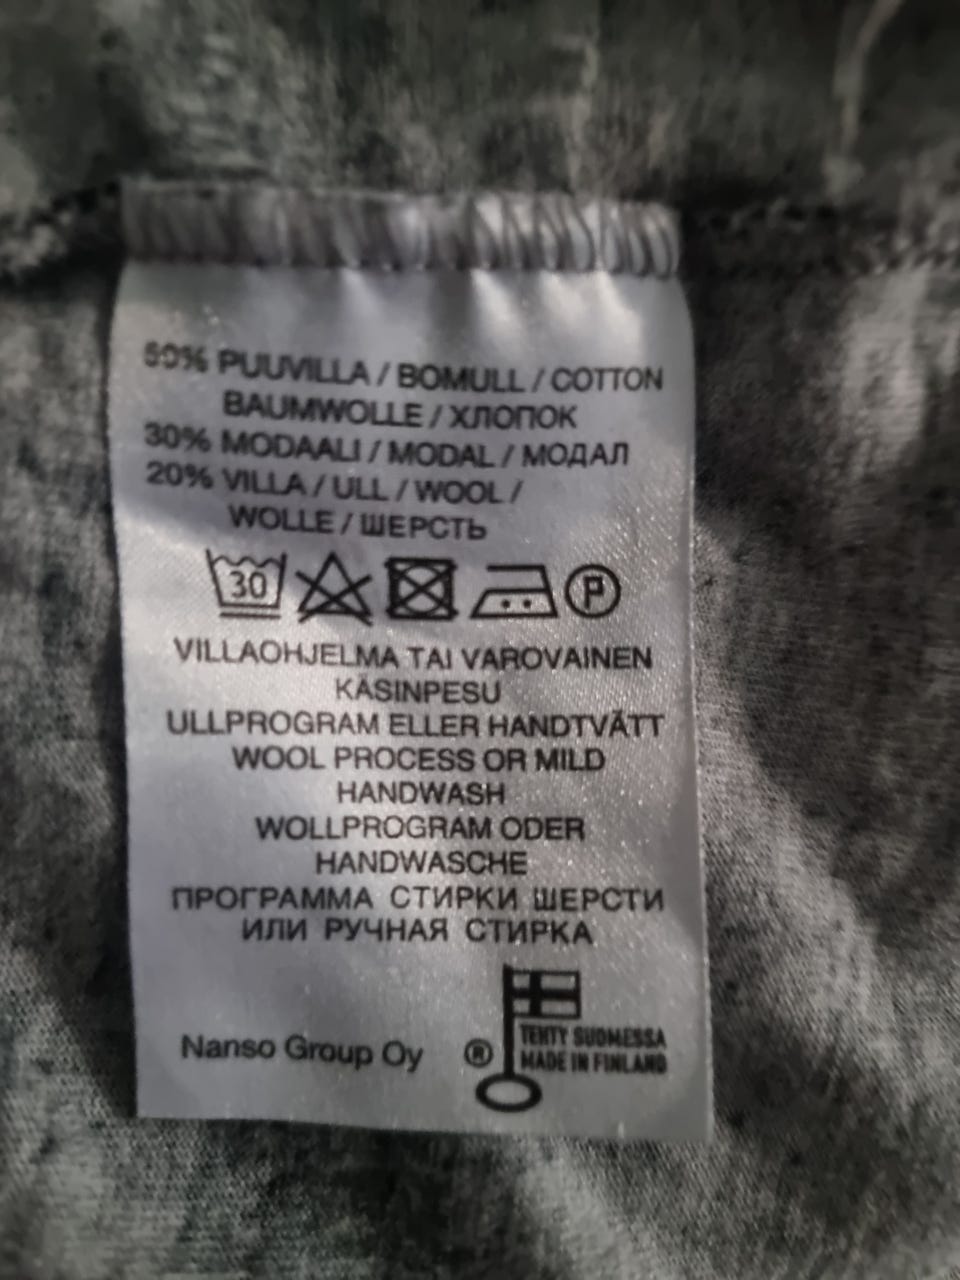 50% PUUVILLA / BOMULL / COTTON
BAUMWOLLE / ХЛОПОК
30% MODAALI / MODAL / МОДАЛ
20% VILLA / ULL / WOOL /
WOLLE / ШЕРСТЬ
30 P
VILLAOHJELMA TAI VAROVAINEN
KÄSINPESU
ULLPROGRAM ELLER HANDTVÄTT
WOOL PROCESS OR MILD
HANDWASH
WOLLPROGRAM ODER
HANDWASCHE
ПРОГРАММА СТИРКИ ШЕРСТИ
ИЛИ РУЧНАЯ СТИРКА
Nanso Group Oy ®
TEHTY SUOMESSA
MADE IN FINLAND